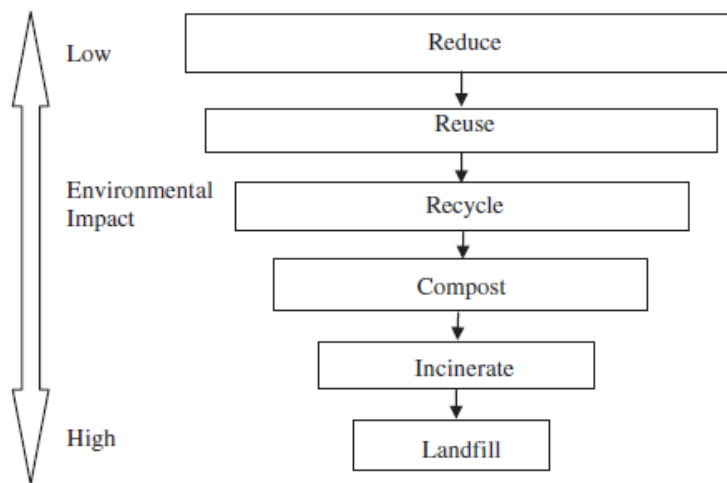 Low
Reduce
Reuse
Environmental
Impact
Recycle
Compost
Incinerate
High
Landfill